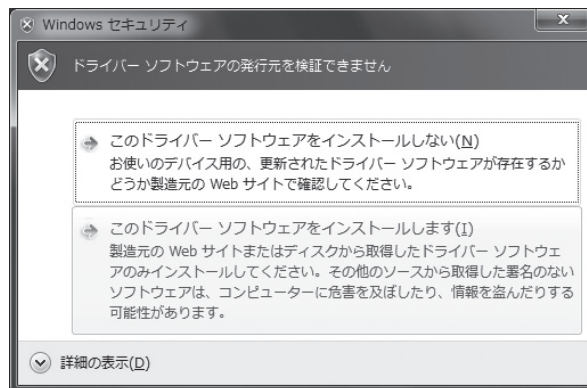 Windows セキュリティ
x
ドライバー ソフトウェアの発行元を検証できません
このドライバー ソフトウェアをインストールしない(N)
お使いのデバイス用の、更新されたドライバー ソフトウェアが存在するか
どうか製造元の Web サイトで確認してください。
このドライバー ソフトウェアをインストールします(I)
製造元の Web サイトまたはディスクから取得したドライバー ソフトウェ
アのみインストールしてください。その他のソースから取得した署名のない
ソフトウェアは、コンピューターに危害を及ぼしたり、情報を盗んだりする
可能性があります。
詳細の表示(D)